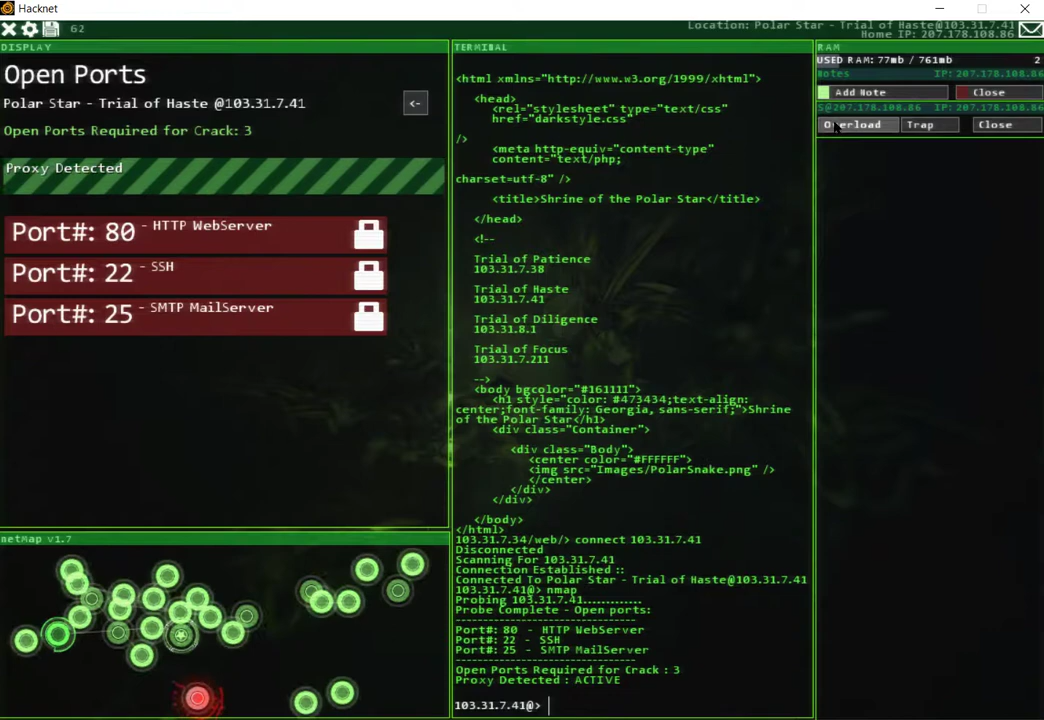 Hacknet
62
Location: Polar Star - Trial of Haste@103.31.7.41
Home IP: 207.178.108.86
DISPLAY
Open Ports
Polar Star - Trial of Haste @103.31.7.41
<-
Open Ports Required for Crack: 3
Proxy Detected
Port#: 80 - HTTP WebServer
Port#: 22 - SSH
Port#: 25 - SMTP MailServer
netMap v1.7
TERMINAL
<html xmlns="http://www.w3.org/1999/xhtml">
<head>
<rel="stylesheet" type="text/css"
href="darkstyle.css"
/>
<meta http-equiv="content-type"
content="text/php;
charset=utf-8" />
<title>Shrine of the Polar Star</title>
</head>
<!--
Trial of Patience
103.31.7.38
Trial of Haste
103.31.7.41
Trial of Diligence
103.31.8.1
Trial of Focus
103.31.7.211
-->
<body bgcolor="#161111">
<h1 style="color: #473434;text-align:
center;font-family: Georgia, sans-serif;">Shrine
of the Polar Star</h1>
<div class="Container">
<div class="Body">
<center color="#FFFFFF">
<img src="Images/PolarSnake.png" />
</center>
</div>
</div>
</body>
</html>
103.31.7.34/web/> connect 103.31.7.41
Disconnected
Scanning For 103.31.7.41
Connection Established ::
Connected To Polar Star - Trial of Haste@103.31.7.41
103.31.7.41@> nmap
Probing 103.31.7.41.............
Probe Complete - Open ports:
---------------------------------
Port#: 80 - HTTP WebServer
Port#: 22 - SSH
Port#: 25 - SMTP MailServer
---------------------------------
Open Ports Required for Crack : 3
Proxy Detected : ACTIVE
103.31.7.41@>
RAM
USED RAM: 77mb / 761mb 2
Notes IP: 207.178.108.86
Add Note Close
S@207.178.108.86 IP: 207.178.108.86
Overload Trap Close